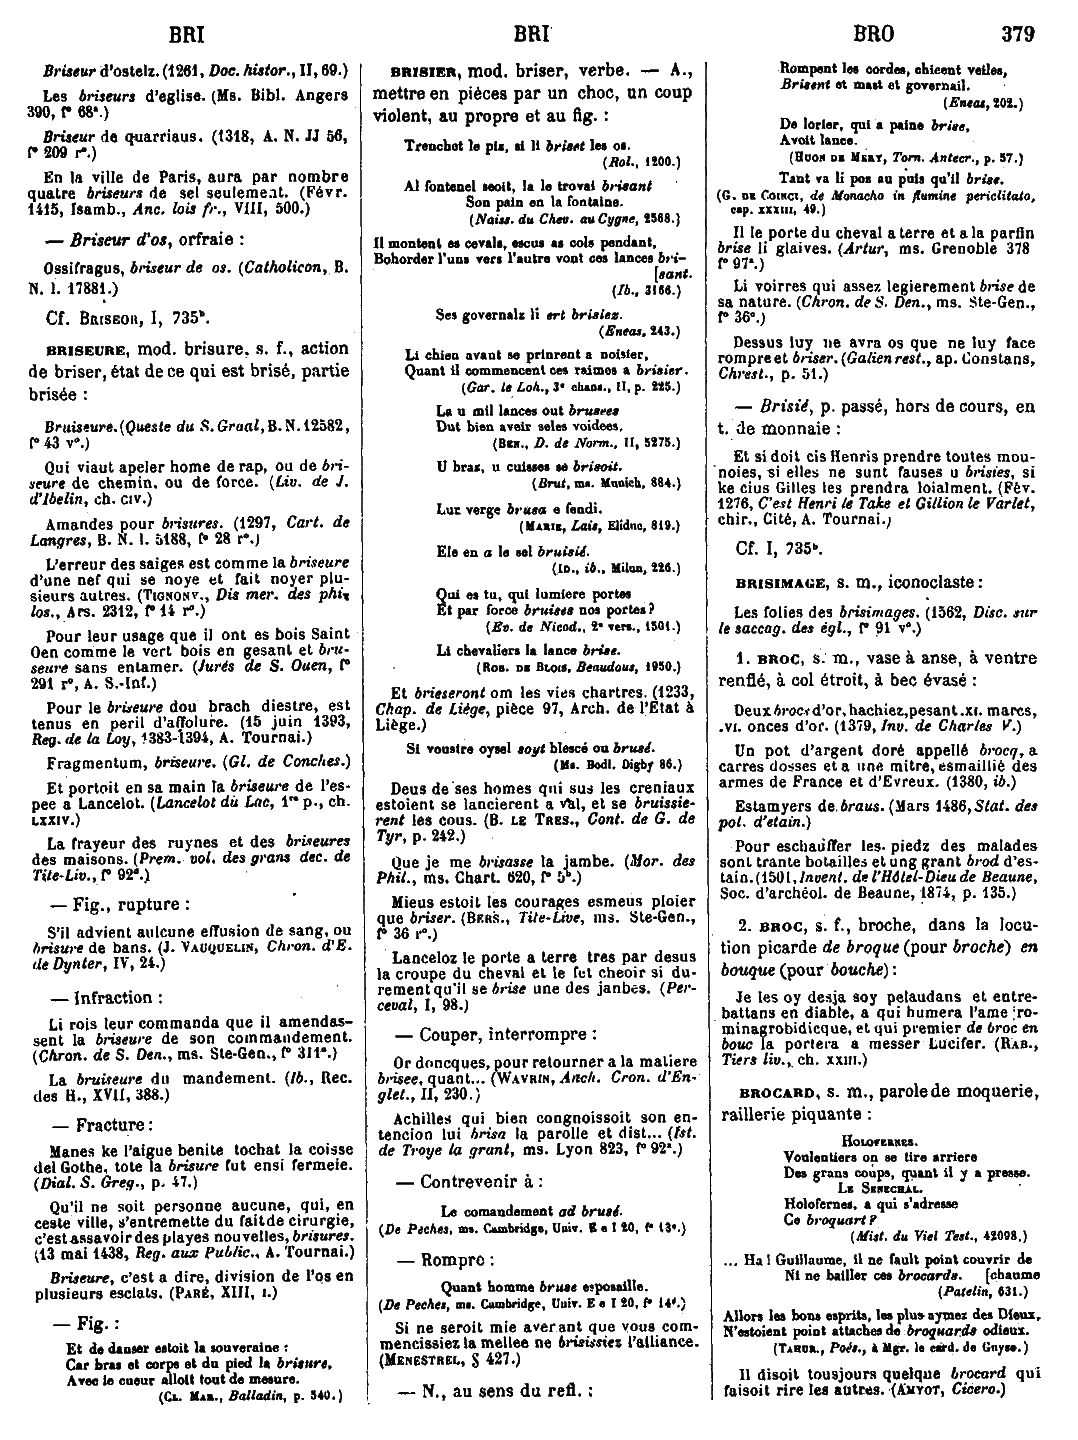 BRI
BRI
BRO
379
Briseur d'ostelz. (1261, Doc. histor., II, 69.)
Les briseurs d'eglise. (Ms. Bibl. Angers
390, f° 68ª.)
Briseur de quarriaus. (1318, A. N. JJ 56,
f° 209 r°.)
En la ville de Paris, aura par nombre
quatre briseurs de sel seulement. (Févr.
1415, Isamb., Anc. lois fr., VIII, 500.)
— Briseur d'os, orfraie :
Ossifragus, briseur de os. (Catholicon, B.
N. l. 17881.)
Cf. BRISEOR, I, 735ᵇ.
BRISEURE, mod. brisure, s. f., action
de briser, état de ce qui est brisé, partie
brisée :
Bruiseure. (Queste du S. Graal, B. N. 12582,
f° 43 v°.)
Qui viaut apeler home de rap, ou de bri-
seure de chemin, ou de force. (Liv. de J.
d'Ibelin, ch. CIV.)
Amandes pour brisures. (1297, Cart. de
Langres, B. N. l. 5188, f° 28 r°.)
L'erreur des saiges est comme la briseure
d'une nef qui se noye et fait noyer plu-
sieurs autres. (TIGNONV., Dis mer. des phi-
los., Ars. 2312, f° 14 r°.)
Pour leur usage que il ont es bois Saint
Oen comme le vert bois en gesant et bru-
seure sans entamer. (Jurés de S. Ouen, f°
291 r°, A. S.-Inf.)
Pour le briseure dou brach diestre, est
tenus en peril d'affolure. (15 juin 1393,
Reg. de la Loy, 1383-1394, A. Tournai.)
Fragmentum, briseure. (Gl. de Conches.)
Et portoit en sa main la briseure de l'es-
pee a Lancelot. (Lancelot du Lac, 1re p., ch.
LXXIV.)
La frayeur des ruynes et des briseures
des maisons. (Prem. vol. des grans dec. de
Tite-Liv., f° 92ᵈ.)
— Fig., rupture :
S'il advient aulcune effusion de sang, ou
brisure de bans. (J. VAUQUELIN, Chron. d'E.
de Dynter, IV, 24.)
— Infraction :
Li rois leur commanda que il amendas-
sent la briseure de son commandement.
(Chron. de S. Den., ms. Ste-Gen., f° 311ª.)
La bruiseure du mandement. (Ib., Rec.
des H., XVII, 388.)
— Fracture :
Manes ke l'aigue benite tochat la coisse
del Gothe, tote la brisure fut ensi fermeie.
(Dial. S. Greg., p. 47.)
Qu'il ne soit personne aucune, qui, en
ceste ville, s'entremette du fait de cirurgie,
c'est assavoir des playes nouvelles, brisures.
(13 mai 1438, Reg. aux Public., A. Tournai.)
Briseure, c'est a dire, division de l'os en
plusieurs esclats. (PARÉ, XIII, I.)
— Fig. :
Et de danser estoit la souveraine :
Car bras et corps et du pied la brisure,
Avec le cueur alloit tout de mesure.
(CL. MAR., Balladin, p. 540.)
BRISIER, mod. briser, verbe. — A.,
mettre en pièces par un choc, un coup
violent, au propre et au fig. :
Trenchet le piz, si li briset les os.
(Rol., 1200.)
Al fontenel seoit, la le trovai brisant
Son pain en la fontaine.
(Naiss. du Chev. au Cygne, 2568.)
Il montent es cevals, escus as cols pendant,
Bohorder l'uns vers l'autre vont ces lances bri-
[sant.
(Ib., 3166.)
Ses governalz li ert brisiez.
(Eneas, 243.)
Li chien avant se prinrent a noisier,
Quant il commencent ces raimos a brisier.
(Gar. le Loh., 3e chans., II, p. 225.)
La u mil lances out brusees
Dut bien aveir seles voidees.
(BEN., D. de Norm., II, 5275.)
U braz, u cuisses se brisoit.
(Brut, ms. Munich, 884.)
Luz verge brusa e fendi.
(MARIE, Lais, Eliduc, 819.)
Ele en a le sel bruisié.
(ID., ib., Milun, 226.)
Qui es tu, qui lumiere portes
Et par force bruises nos portes ?
(Ev. de Nicod., 2e vers., 1501.)
Li chevaliers la lance brise.
(ROB. DE BLOIS, Beaudous, 1950.)
Et brieseront om les vies chartres. (1233,
Chap. de Liège, pièce 97, Arch. de l'État à
Liège.)
Si voustre oysel soyt blescé ou brusé.
(Ms. Bodl. Digby 86.)
Deus de ses homes qui sus les creniaux
estoient se lancierent a val, et se bruissie-
rent les cous. (B. LE TRES., Cont. de G. de
Tyr, p. 242.)
Que je me brisasse la jambe. (Mor. des
Phil., ms. Chart. 620, f° 5ᵇ.)
Mieus estoit les courages esmeus ploier
que briser. (BERS., Tite-Live, ms. Ste-Gen.,
f° 36 r°.)
Lanceloz le porte a terre tres par desus
la croupe du cheval et le fet cheoir si du-
rement qu'il se brise une des janbes. (Per-
ceval, I, 98.)
— Couper, interrompre :
Or doncques, pour retourner a la matiere
brisee, quant... (WAVRIN, Anch. Cron. d'En-
glet., II, 230.)
Achilles qui bien congnoissoit son en-
tencion lui brisa la parolle et dist... (Ist.
de Troye la grant, ms. Lyon 823, f° 92ª.)
— Contrevenir à :
Le comandement ad brusé.
(De Peches, ms. Cambridge, Univ. E e I 20, f° 13ᵉ.)
— Rompre :
Quant homme bruse esposaille.
(De Peches, ms. Cambridge, Univ. E e I 20, f° 14ᵈ.)
Si ne seroit mie aver ant que vous com-
mencissiez la mellee ne brisissiez l'alliance.
(MENESTREL, § 427.)
— N., au sens du refl. :
Rompent les cordes, chieent veiles,
Brisent et mast et governail.
(Eneas, 202.)
De lorier, qui a paine brise,
Avoit lance.
(HUON DE MERY, Torn. Antecr., p. 57.)
Tant va li poz au puis qu'il brise.
(G. DE COINCI, de Monacho in flumine periclitato,
cap. XXXIII, 49.)
Il le porte du cheval a terre et a la parfin
brise li glaives. (Artur, ms. Grenoble 378
f° 97ª.)
Li voirres qui assez legierement brise de
sa nature. (Chron. de S. Den., ms. Ste-Gen.,
f° 36ᵉ.)
Dessus luy ne avra os que ne luy face
rompre et briser. (Galien rest., ap. Constans,
Chrest., p. 51.)
— Brisié, p. passé, hors de cours, en
t. de monnaie :
Et si doit cis Henris prendre toutes mou-
noies, si elles ne sunt fauses u brisies, si
ke cius Gilles les prendra loialment. (Fév.
1276, C'est Henri le Take et Gillion le Varlet,
chir., Cité, A. Tournai.)
Cf. I, 735ᵇ.
BRISIMAGE, s. m., iconoclaste :
Les folies des brisimages. (1562, Disc. sur
le saccag. des égl., f° 91 v°.)
1. BROC, s. m., vase à anse, à ventre
renflé, à col étroit, à bec évasé :
Deux brocs d'or, hachiez, pesant .XI. marcs,
.VI. onces d'or. (1379, Inv. de Charles V.)
Un pot d'argent doré appellé brocq, a
carres dosses et a une mitre, esmaillié des
armes de France et d'Evreux. (1380, ib.)
Estamyers de braus. (Mars 1486, Stat. des
pol. d'etain.)
Pour eschauffer les piedz des malades
sont trante botailles et ung grant brod d'es-
tain. (1501, Invent. de l'Hôtel-Dieu de Beaune,
Soc. d'archéol. de Beaune, 1874, p. 135.)
2. BROC, s. f., broche, dans la locu-
tion picarde de broque (pour broche) en
bouque (pour bouche) :
Je les oy desja soy pelaudans et entre-
battans en diable, a qui humera l'ame ro-
minagrobidicque, et qui premier de broc en
bouc la portera a messer Lucifer. (RAB.,
Tiers liv., ch. XXIII.)
BROCARD, s. m., parole de moquerie,
raillerie piquante :
HOLOFERNES.
Voulentiers on se tire arriere
Des grans coups, quant il y a presse.
LE SENECHAL.
Holofernes, a qui s'adresse
Ce broquart ?
(Mist. du Viel Test., 42098.)
... Ha ! Guillaume, il ne fault point couvrir de
Ni ne bailler ces brocards. [chaume
(Patelin, 631.)
Allors les bons esprits, les plus aymez des Dieux,
N'estoient point attaches de broquards odieux.
(TAHUR., Poés., à Mgr. le card. de Guyse.)
Il disoit tousjours quelque brocard qui
faisoit rire les autres. (AMYOT, Cicero.)